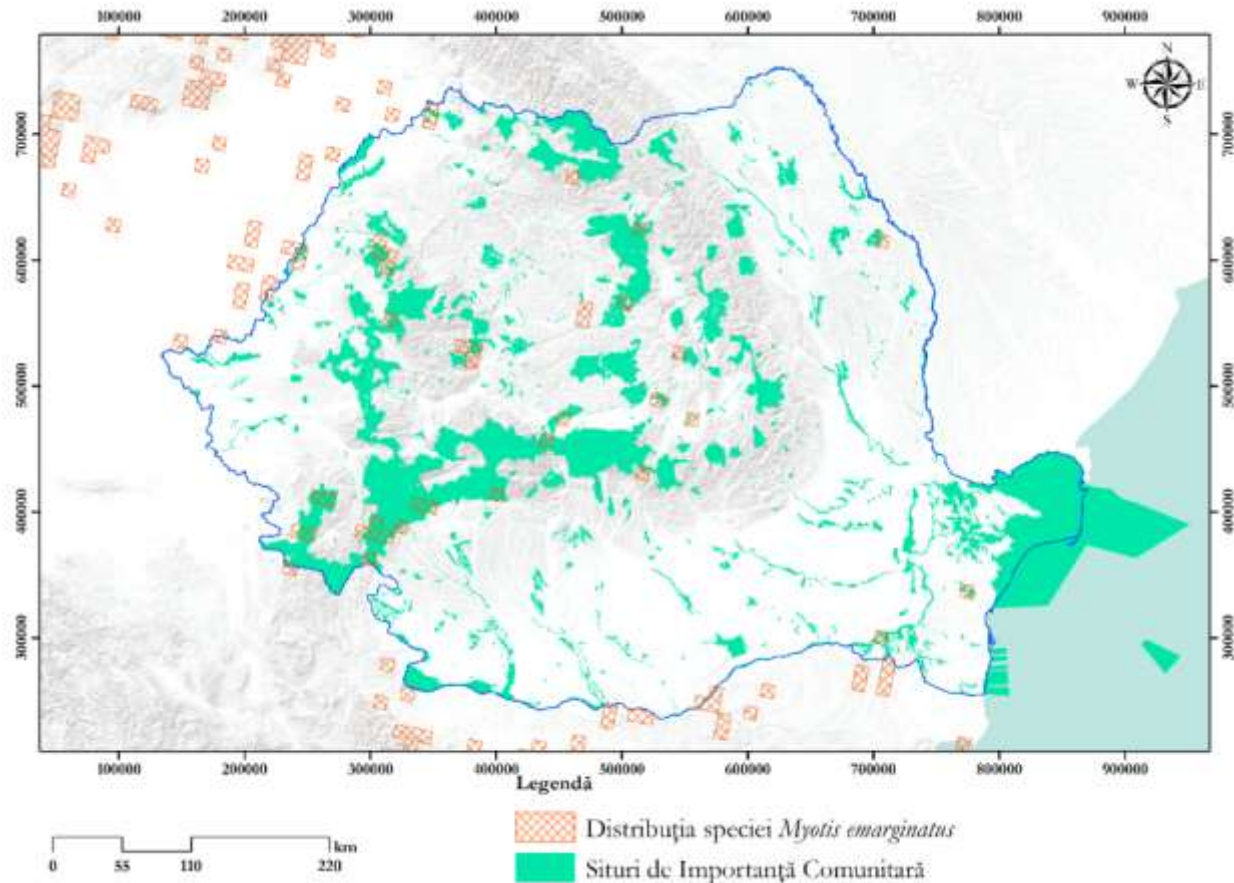 100000 200000 300000 400000 500000 600000 700000 800000 900000
N
W E
S
700000 700000
600000 600000
500000 500000
400000 400000
300000 300000
100000 200000 300000 400000 500000 600000 700000 800000 900000
Legendă
Distribuția speciei Myotis emarginatus
km
0 55 110 220
Situri de Importanță Comunitară